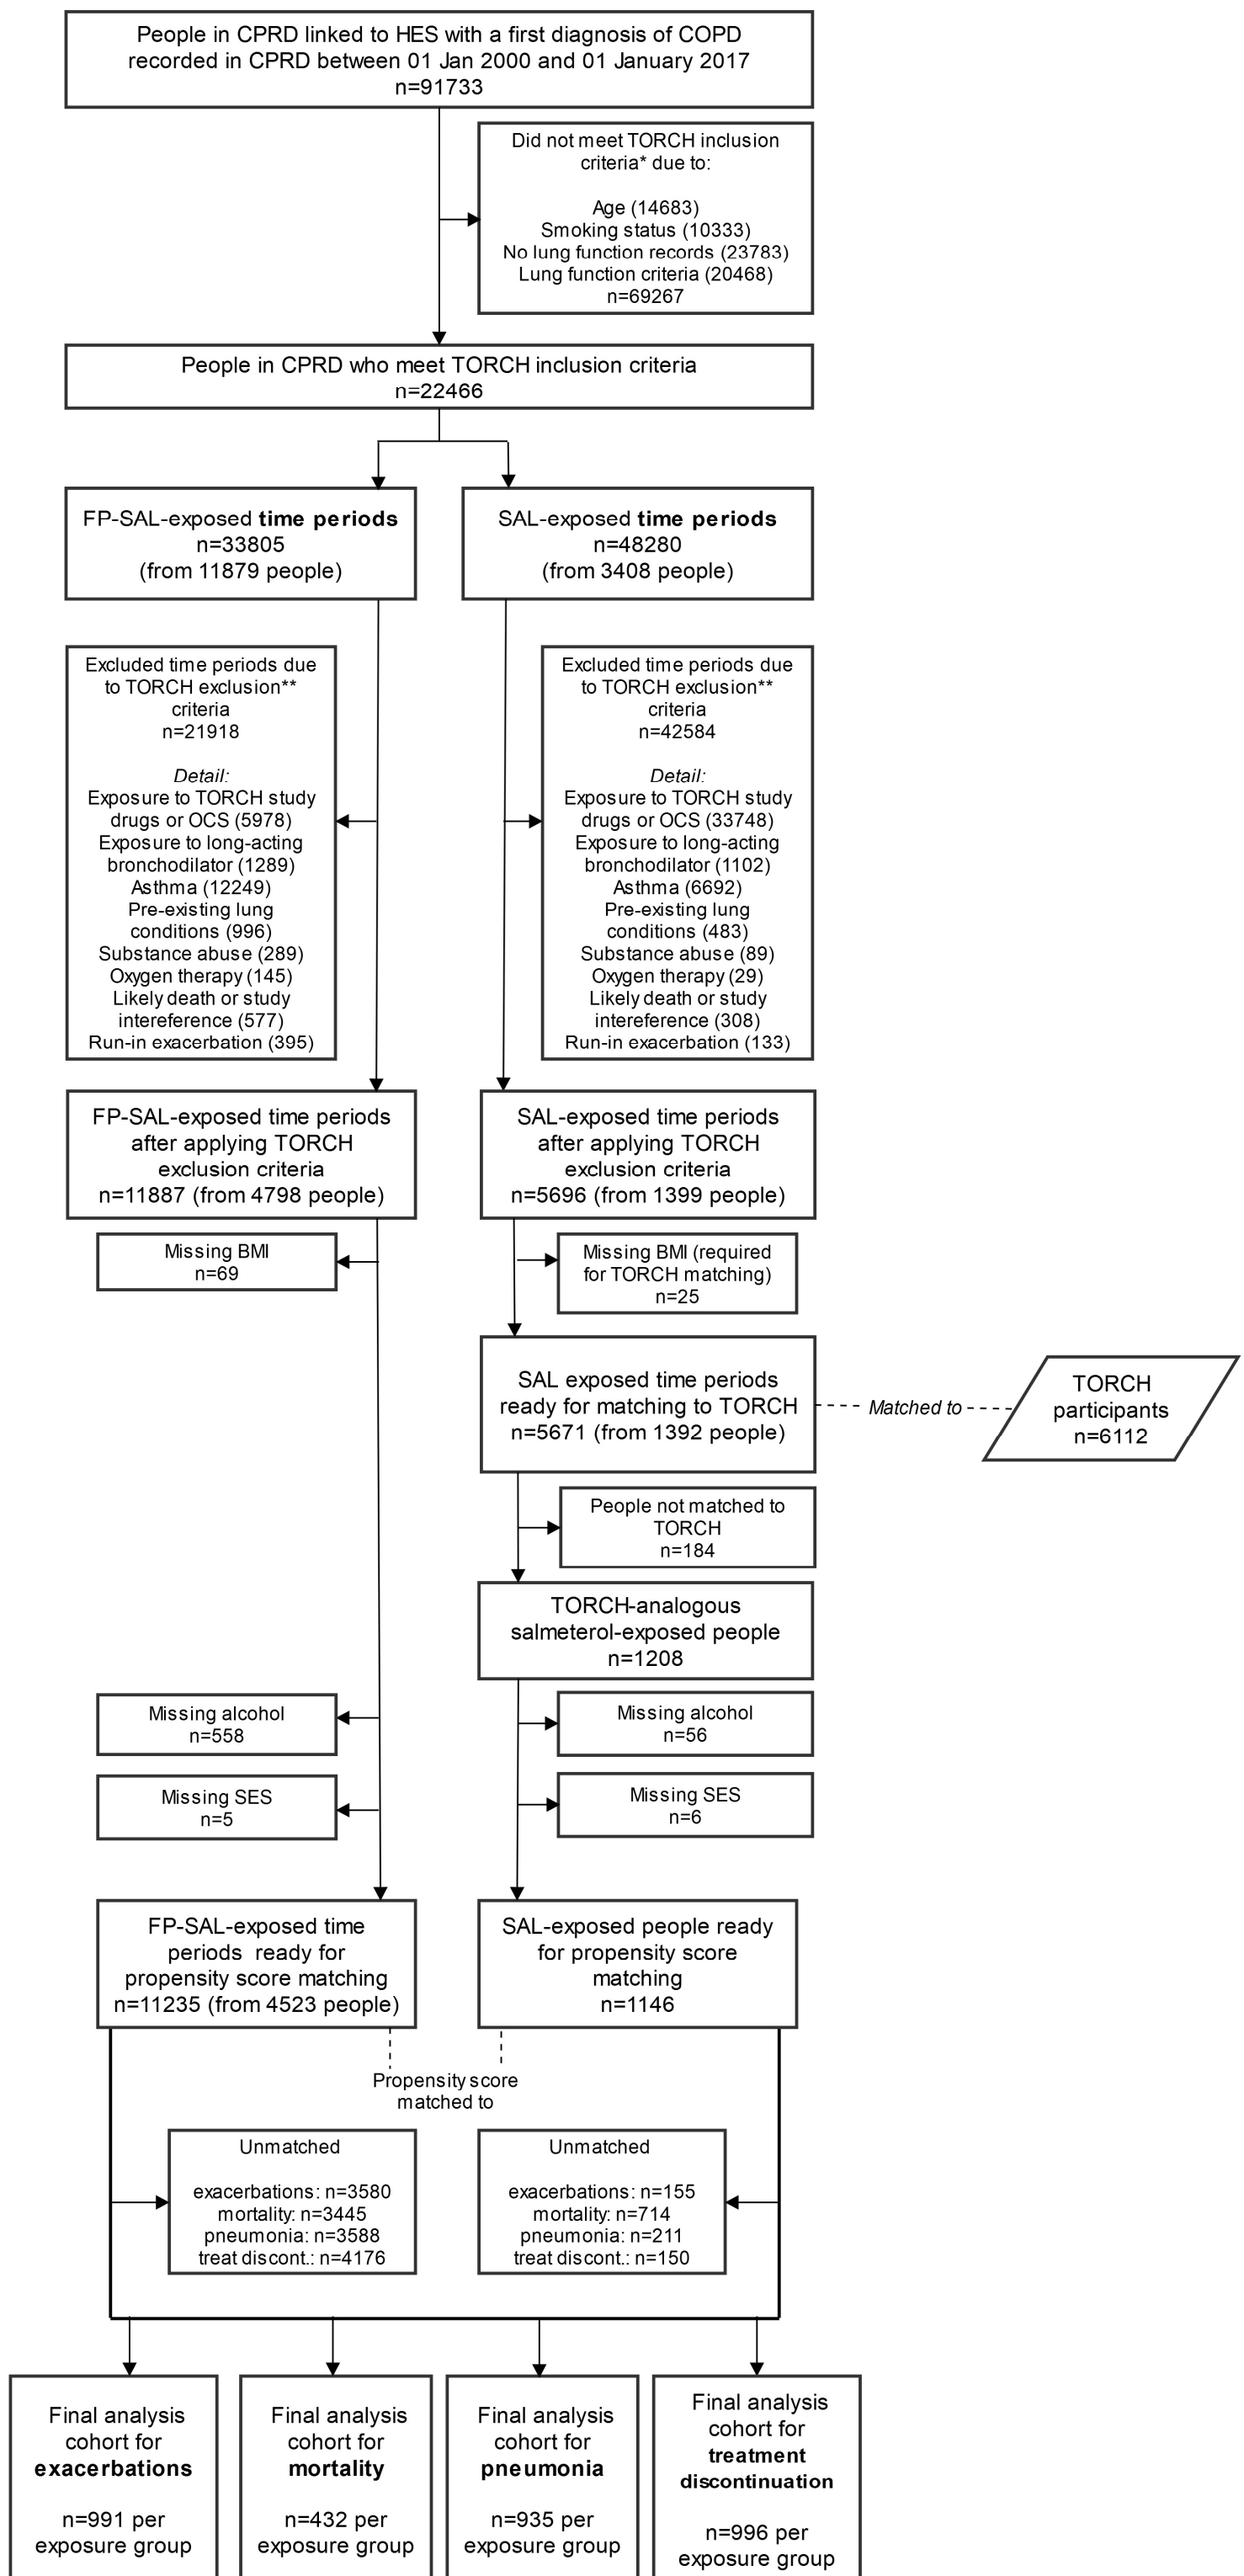 People in CPRD linked to HES with a first diagnosis of COPD
recorded in CPRD between 01 Jan 2000 and 01 January 2017
n=91733
Did not meet TORCH inclusion
criteria* due to:
Age (14683)
Smoking status (10333)
No lung function records (23783)
Lung function criteria (20468)
n=69267
People in CPRD who meet TORCH inclusion criteria
n=22466
FP-SAL-exposed time periods
n=33805
(from 11879 people)
SAL-exposed time periods
n=48280
(from 3408 people)
Excluded time periods due
to TORCH exclusion**
criteria
n=21918
Detail:
Exposure to TORCH study
drugs or OCS (5978)
Exposure to long-acting
bronchodilator (1289)
Asthma (12249)
Pre-existing lung
conditions (996)
Substance abuse (289)
Oxygen therapy (145)
Likely death or study
intereference (577)
Run-in exacerbation (395)
Excluded time periods due
to TORCH exclusion**
criteria
n=42584
Detail:
Exposure to TORCH study
drugs or OCS (33748)
Exposure to long-acting
bronchodilator (1102)
Asthma (6692)
Pre-existing lung
conditions (483)
Substance abuse (89)
Oxygen therapy (29)
Likely death or study
intereference (308)
Run-in exacerbation (133)
FP-SAL-exposed time periods
after applying TORCH
exclusion criteria
n=11887 (from 4798 people)
SAL-exposed time periods
after applying TORCH
exclusion criteria
n=5696 (from 1399 people)
Missing BMI
n=69
Missing BMI (required
for TORCH matching)
n=25
SAL exposed time periods
ready for matching to TORCH
n=5671 (from 1392 people)
Matched to
TORCH
participants
n=6112
People not matched to
TORCH
n=184
TORCH-analogous
salmeterol-exposed people
n=1208
Missing alcohol
n=558
Missing alcohol
n=56
Missing SES
n=5
Missing SES
n=6
FP-SAL-exposed time
periods ready for
propensity score matching
n=11235 (from 4523 people)
SAL-exposed people ready
for propensity score
matching
n=1146
Propensity score
matched to
Unmatched
exacerbations: n=3580
mortality: n=3445
pneumonia: n=3588
treat discont.: n=4176
Unmatched
exacerbations: n=155
mortality: n=714
pneumonia: n=211
treat discont.: n=150
Final analysis
cohort for
exacerbations
n=991 per
exposure group
Final analysis
cohort for
mortality
n=432 per
exposure group
Final analysis
cohort for
pneumonia
n=935 per
exposure group
Final analysis
cohort for
treatment
discontinuation
n=996 per
exposure group